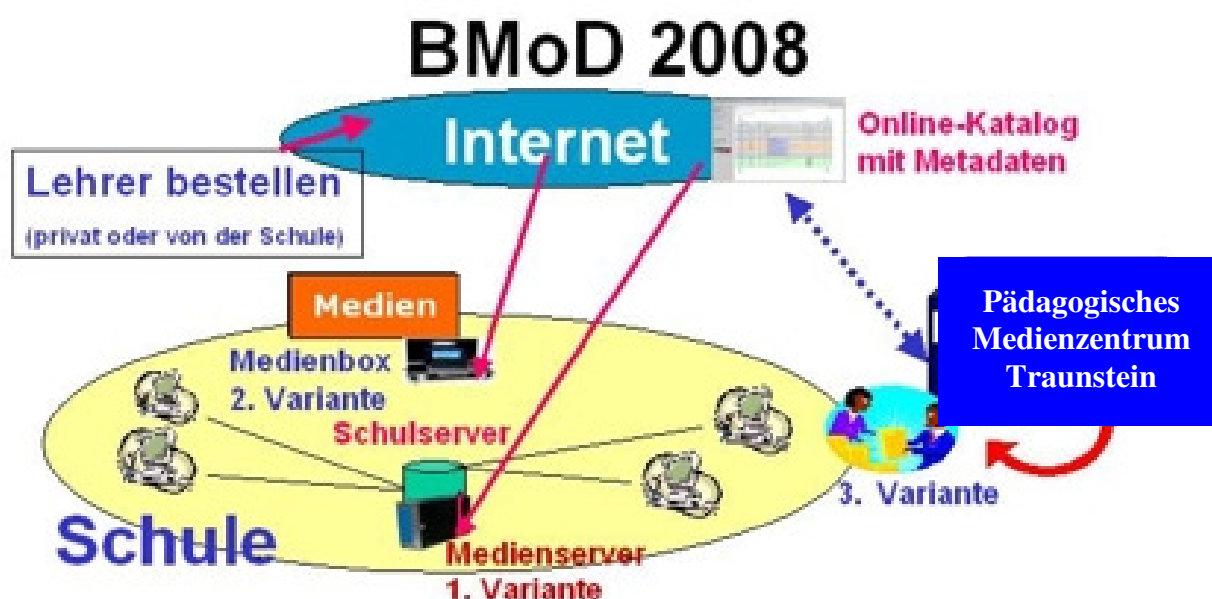 BMoD 2008
Internet
Online-Katalog
mit Metadaten
Lehrer bestellen
(privat oder von der Schule)
Medien
Medienbox
2. Variante
Schulserver
Pädagogisches
Medienzentrum
Traunstein
3. Variante
Schule
Medienserver
1. Variante